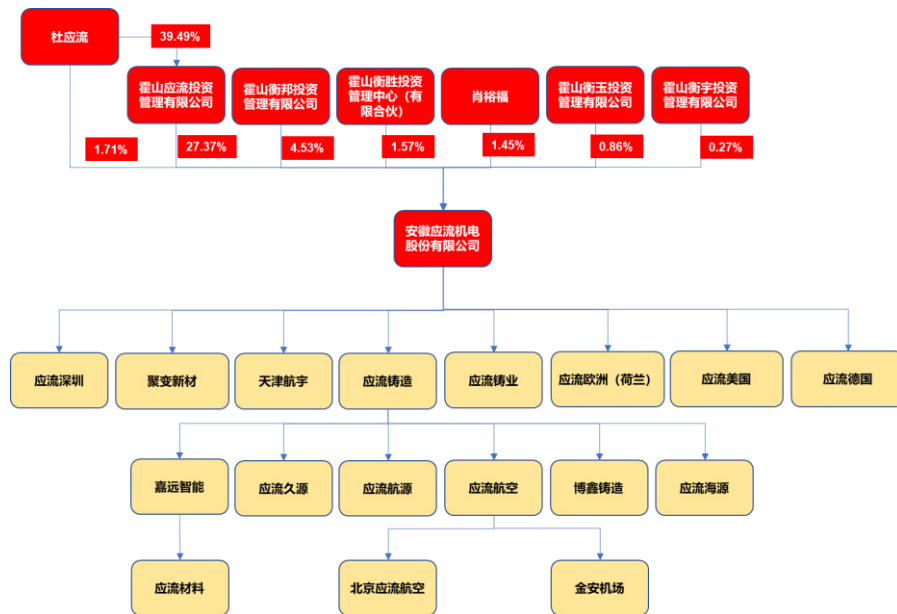 杜应流
39.49%
霍山应流投资
管理有限公司
霍山衡邦投资
管理有限公司
霍山衡胜投资
管理中心（有
限合伙）
肖裕福
霍山衡玉投资
管理有限公司
霍山衡宇投资
管理有限公司
1.71%
27.37%
4.53%
1.57%
1.45%
0.86%
0.27%
安徽应流机电
股份有限公司
应流深圳
聚变新材
天津航宇
应流铸造
应流铸业
应流欧洲（荷兰）
应流美国
应流德国
嘉远智能
应流久源
应流航源
应流航空
博鑫铸造
应流海源
应流材料
北京应流航空
金安机场